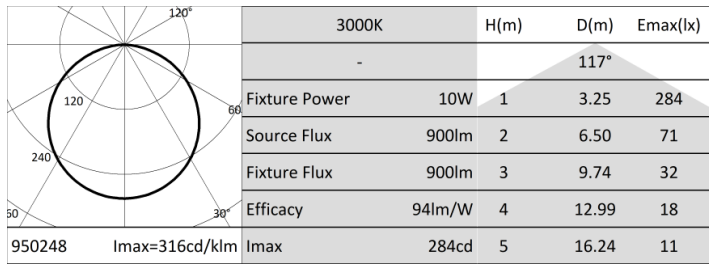 120°
3000K H(m) D(m) Emax(lx)
- 117°
120 60 Fixture Power 10W 1 3.25 284
Source Flux 900lm 2 6.50 71
240 Fixture Flux 900lm 3 9.74 32
60 30° Efficacy 94lm/W 4 12.99 18
950248 Imax=316cd/klm Imax 284cd 5 16.24 11